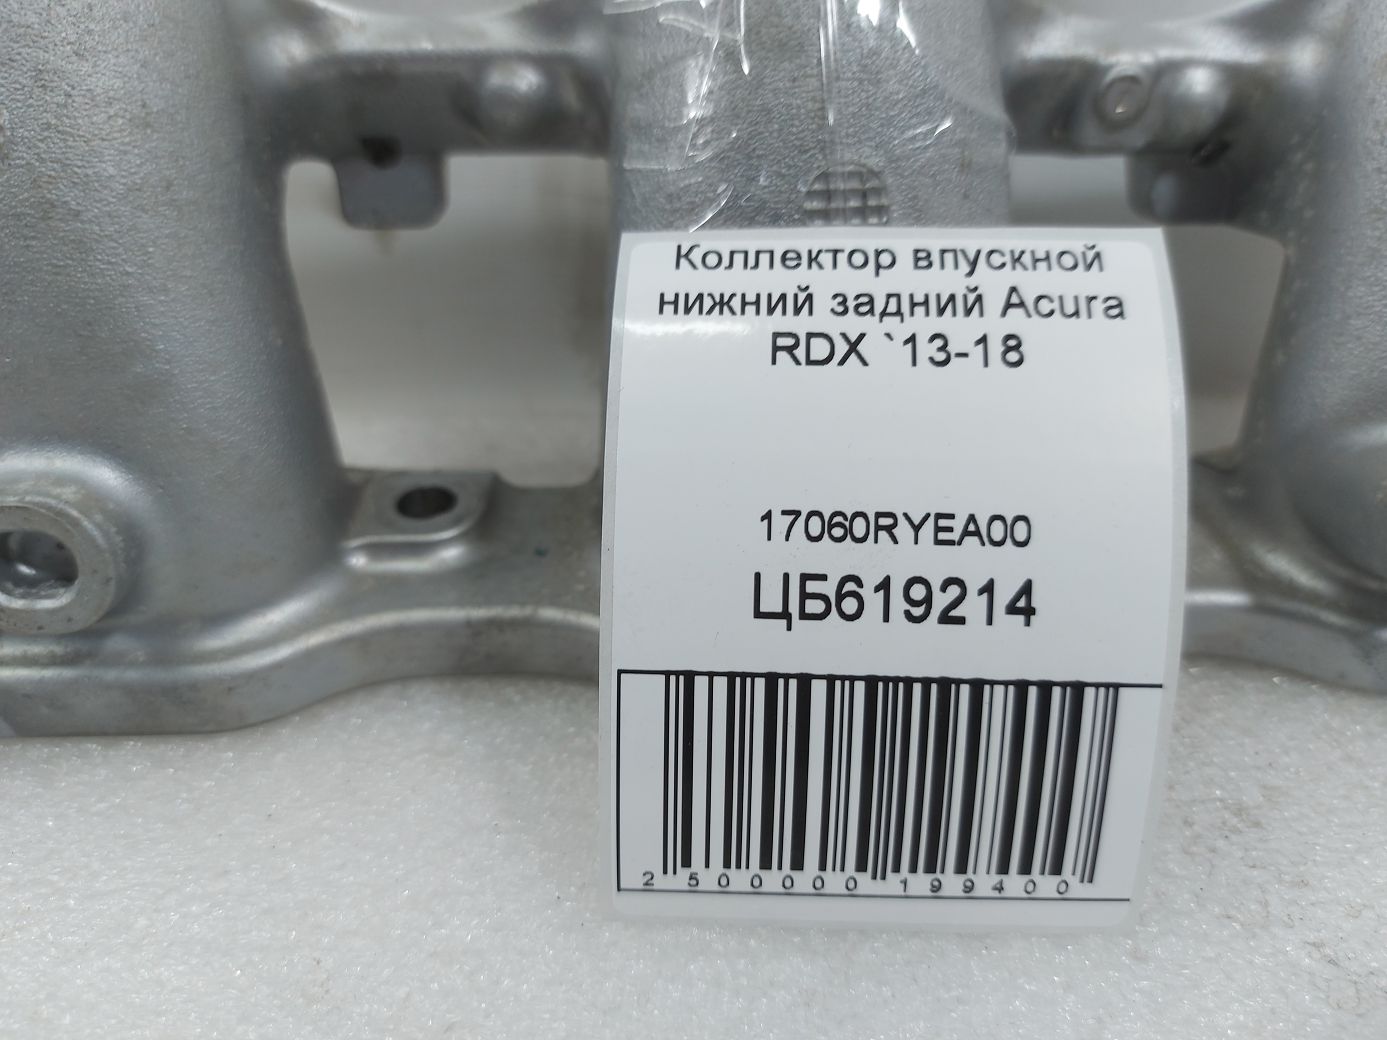 Коллектор впускной
нижний задний Acura
RDX `13-18
17060RYEA00
ЦБ619214
2 500000 199400